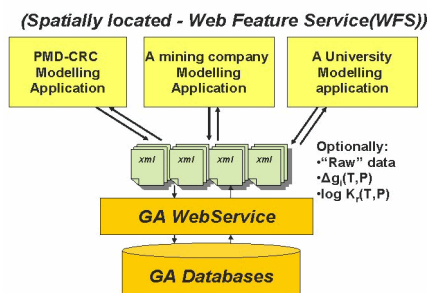 (Spatially located - Web Feature Service(WFS))
PMD-CRC
Modelling
Application
A mining company
Modelling
Application
A University
Modelling
application
xml xml xml xml
Optionally:
•“Raw” data
•Δgf(T,P)
•log Kr(T,P)
GA WebService
GA Databases